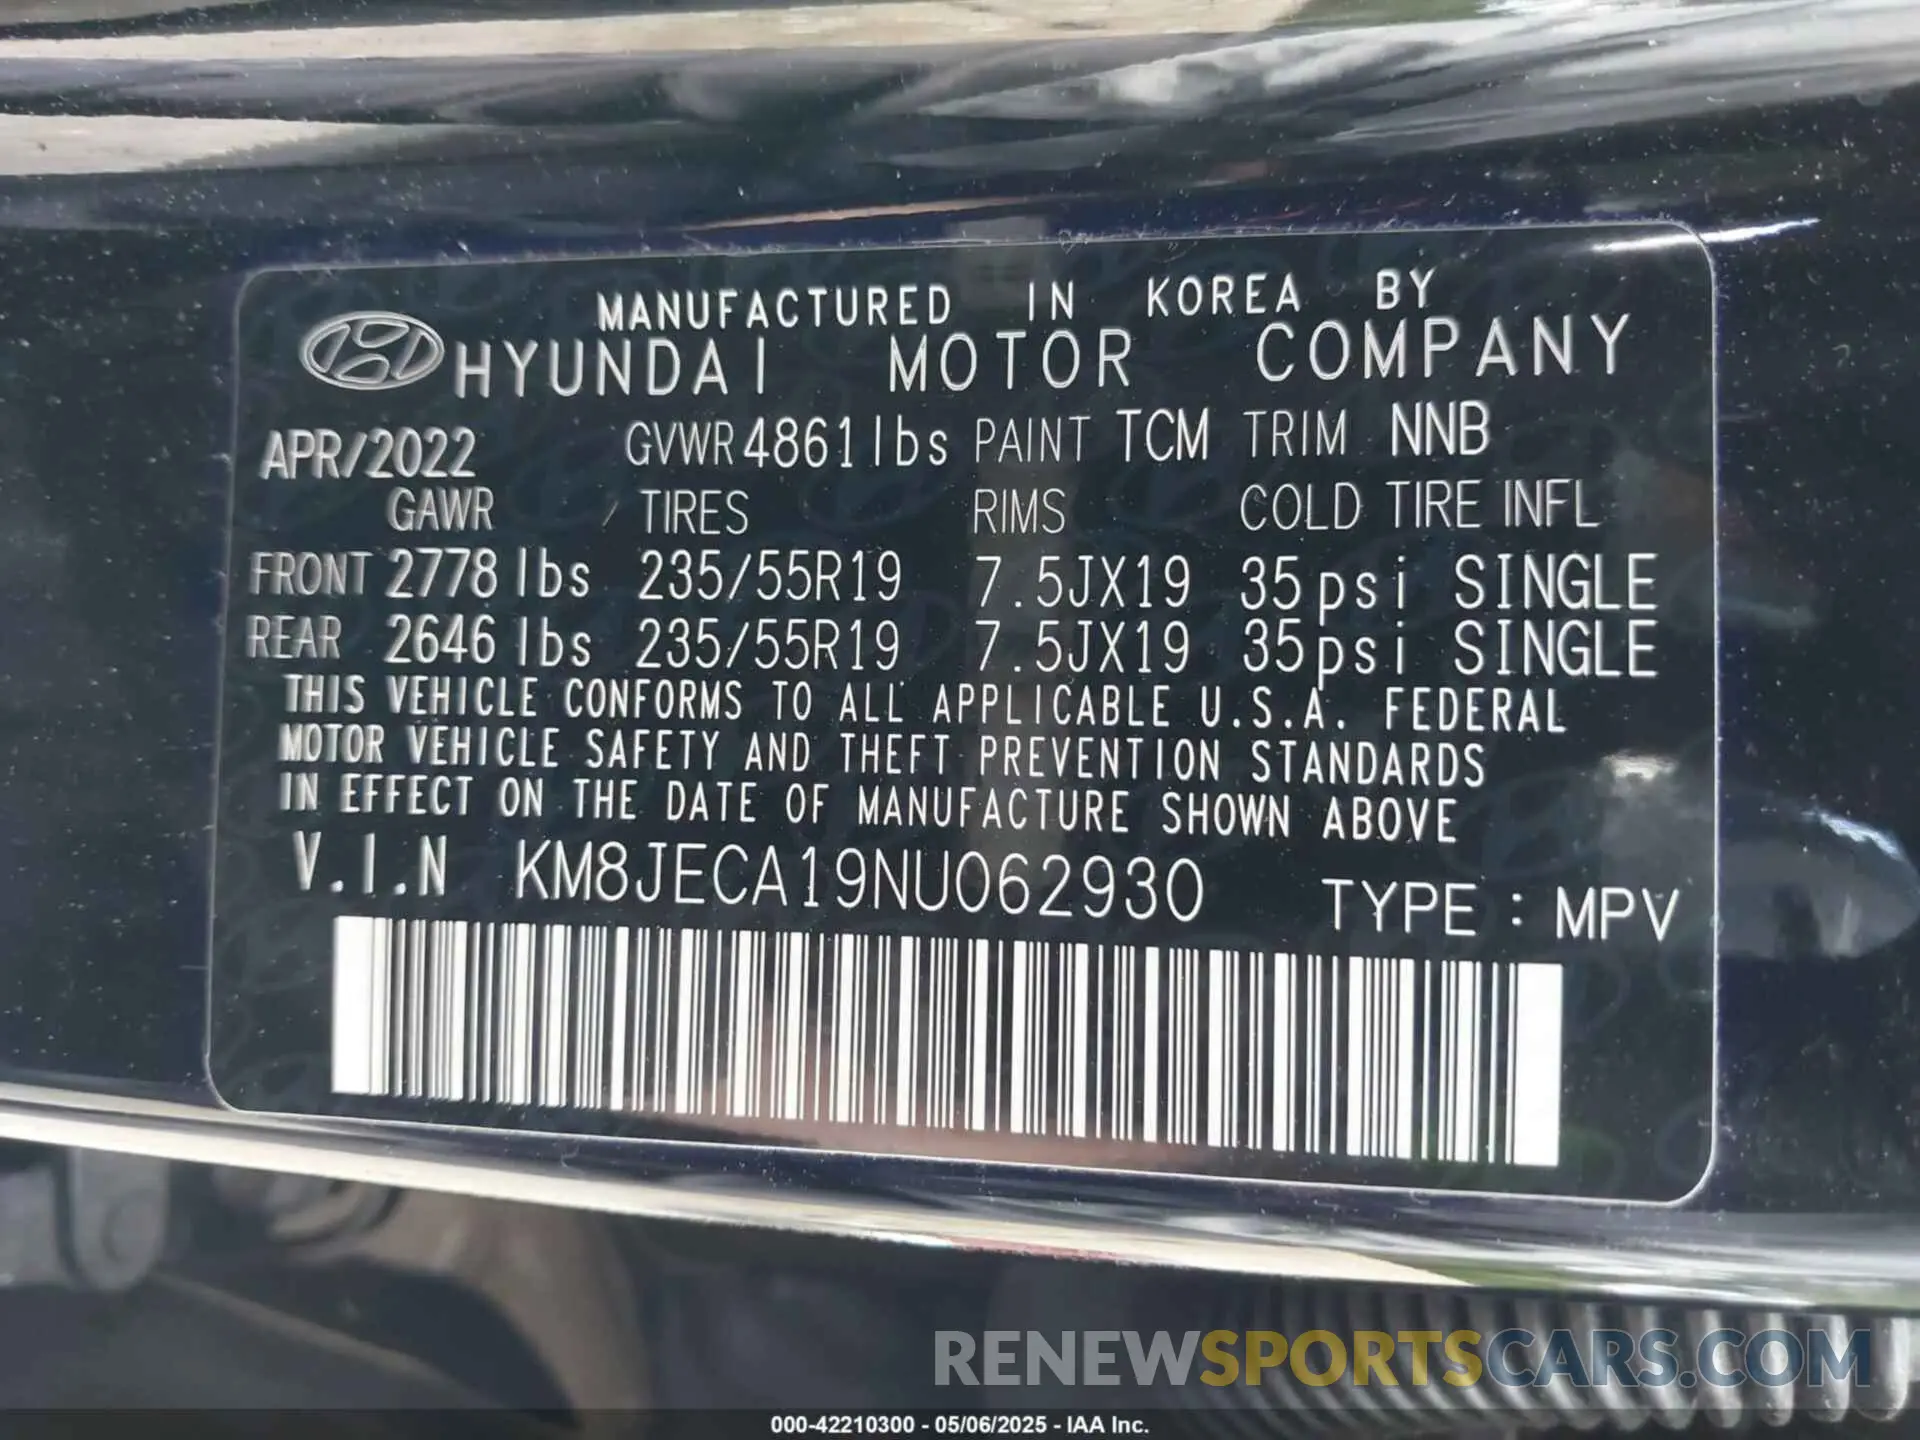 MANUFACTURED IN KOREA BY
HYUNDAI MOTOR COMPANY
APR/2022 GVWR 4861lbs PAINT TCM TRIM NNB
GAWR TIRES RIMS COLD TIRE INFL
FRONT 2778 lbs 235/55R19 7.5JX19 35psi SINGLE
REAR 2646 lbs 235/55R19 7.5JX19 35psi SINGLE
THIS VEHICLE CONFORMS TO ALL APPLICABLE U.S.A. FEDERAL
MOTOR VEHICLE SAFETY AND THEFT PREVENTION STANDARDS
IN EFFECT ON THE DATE OF MANUFACTURE SHOWN ABOVE
V.I.N KM8JECA19NU062930 TYPE : MPV
RENEWSPORTSCARS.COM
000-42210300 - 05/06/2025 - IAA Inc.